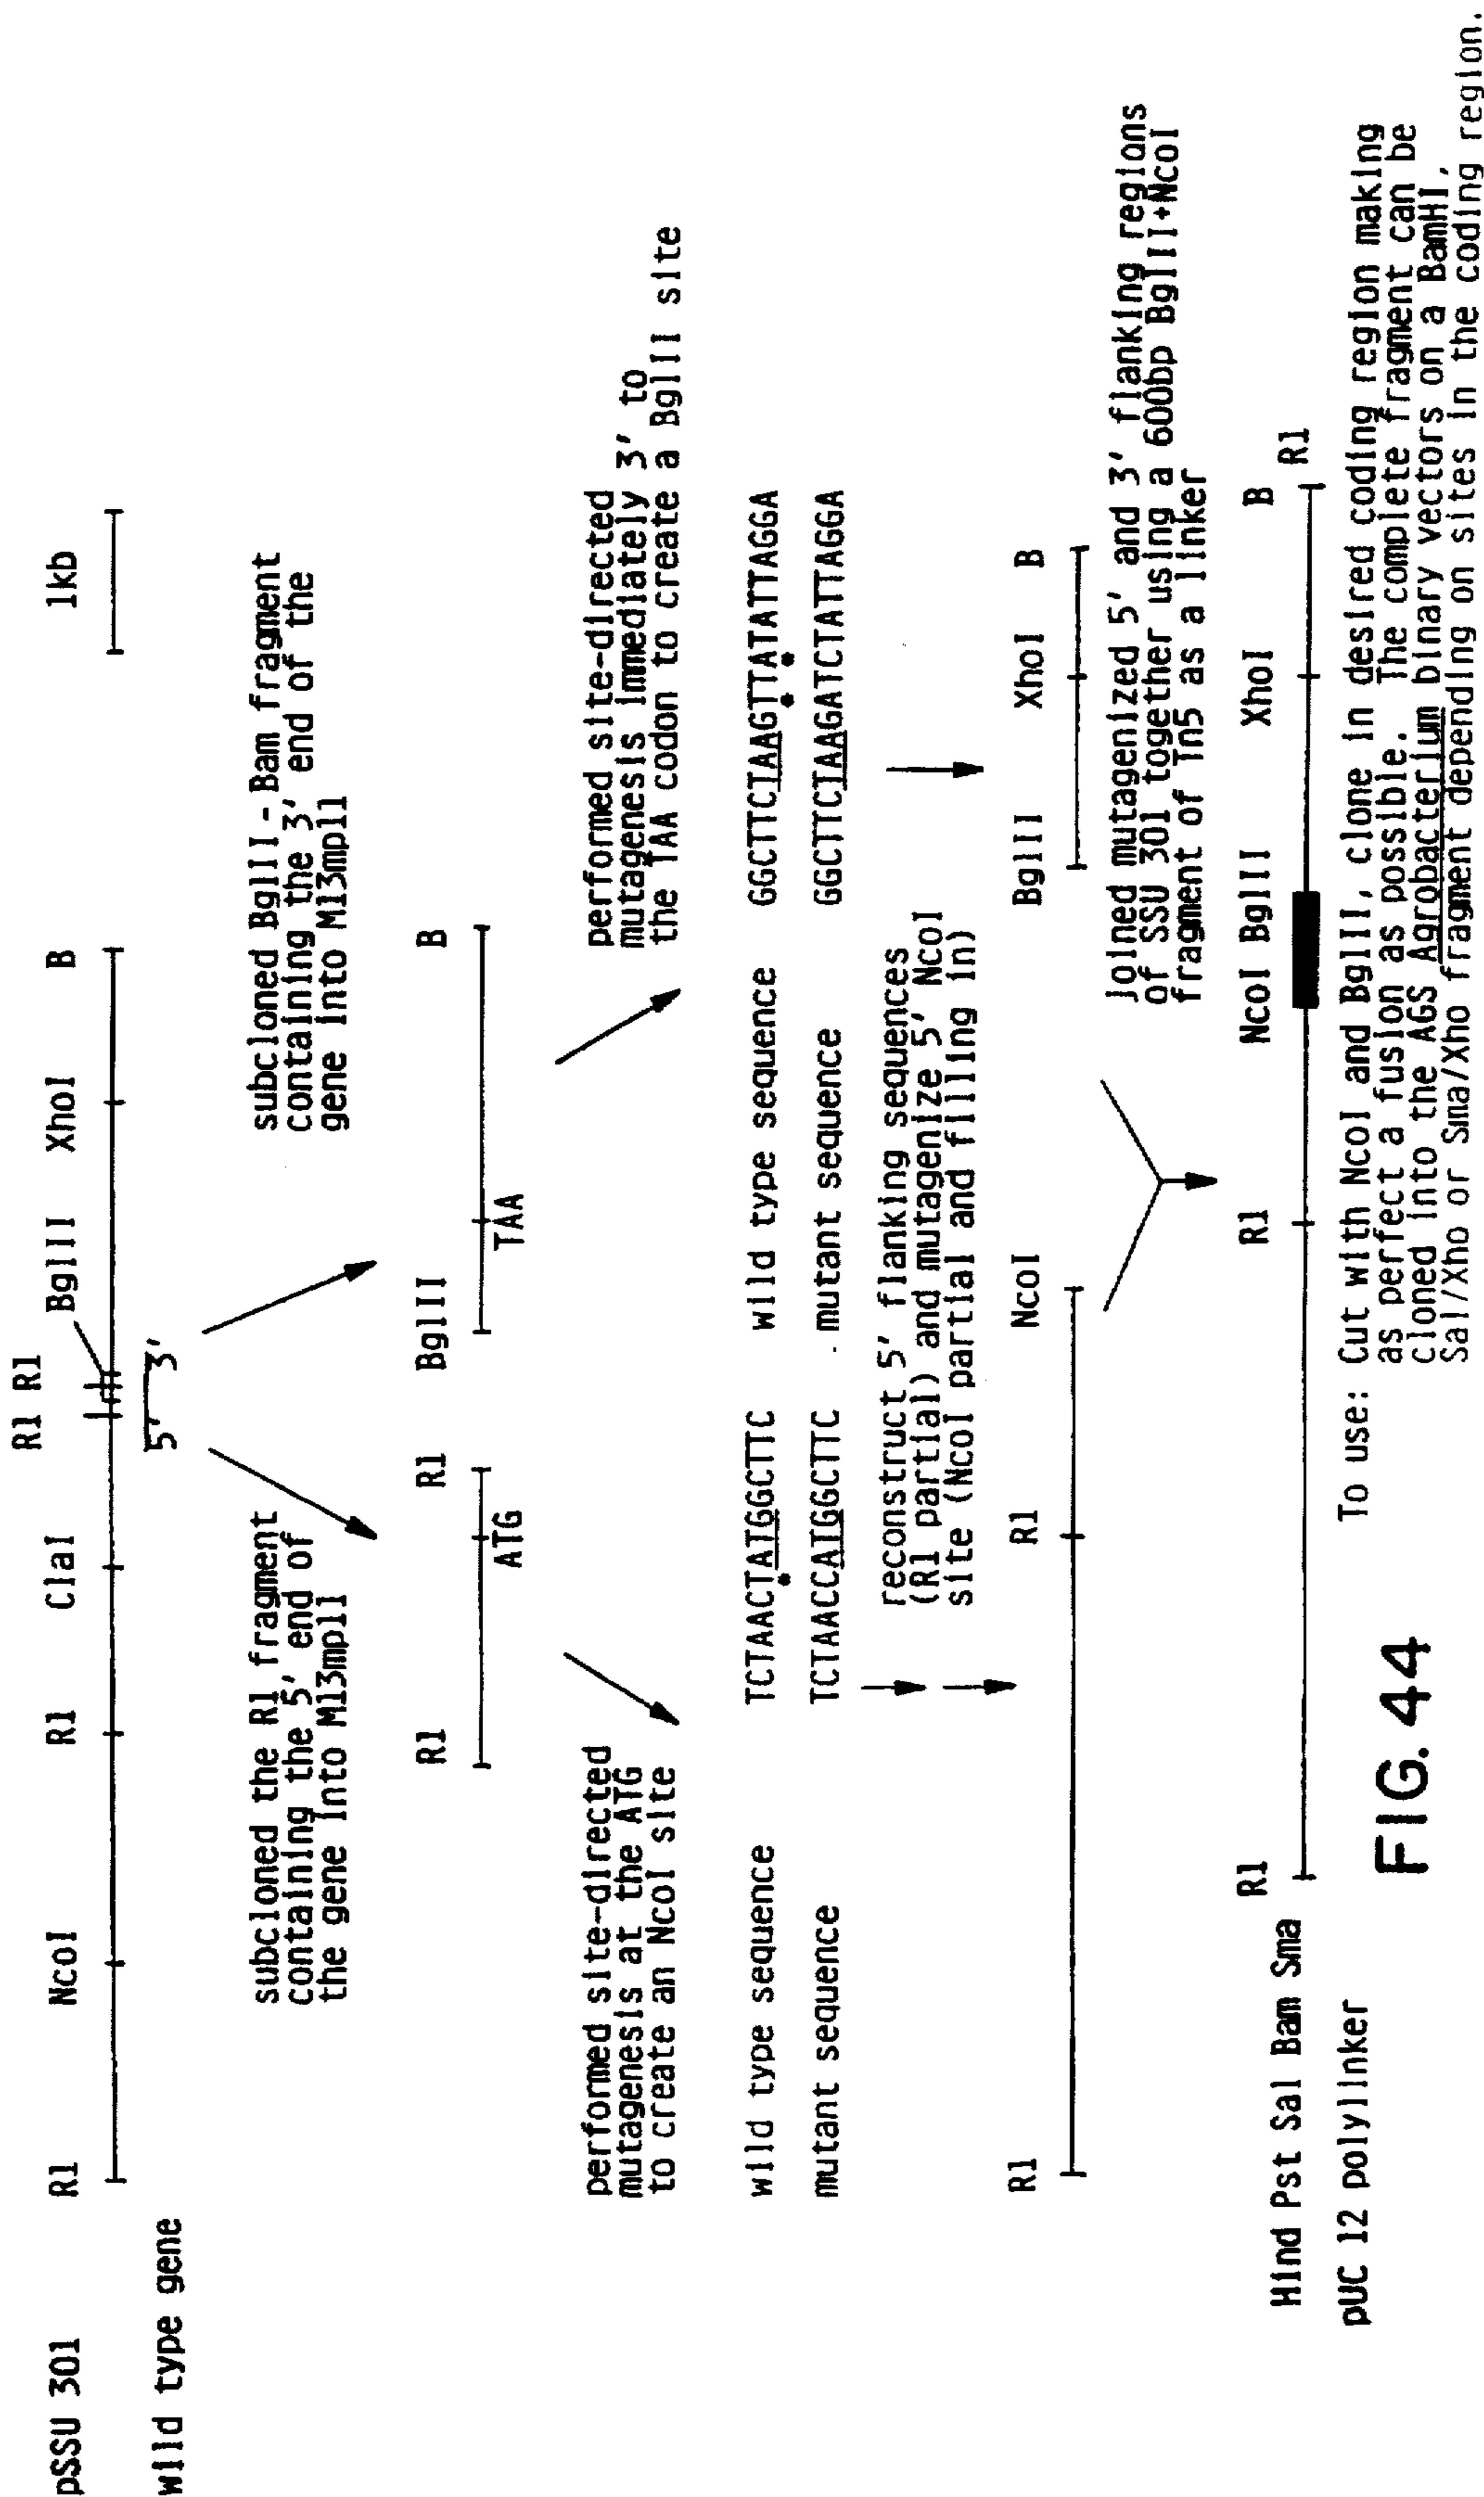 pSSU 301
R1 NcoI R1 ClaI R1 R1 BglII XhoI B 1kb
wild type gene
5' 3'
subcloned the R1 fragment
containing the 5' end of
the gene into M13mp11
subcloned BglII-Bam fragment
containing the 3' end of the
gene into M13mp11
R1 R1
ATG
BglII B
TAA
performed site-directed
mutagenesis at the ATG
to create an NcoI site
performed site-directed
mutagenesis immediately 3' to
the TAA codon to create a BglII site
wild type sequence TCTAACTATGGCTTC
*
mutant sequence TCTAACCATGGCTTC
wild type sequence GGCTTCTAAGTTATATTAGGA
* *
mutant sequence GGCTTCTAAGATCTATTAGGA
reconstruct 5' flanking sequences
(R1 partial) and mutagenize 5' NcoI
site (NcoI partial and filling in)
R1 R1 NcoI
BglII XhoI B
Joined mutagenized 5' and 3' flanking regions
of SSU 301 together using a 600bp BglII+NcoI
fragment of Tn5 as a linker
R1 R1 NcoI BglII XhoI B
R1
Hind Pst Sal Bam Sma
pUC 12 polylinker
To use: Cut with NcoI and BglII, clone in desired coding region making
as perfect a fusion as possible. The complete fragment can be
cloned into the AGS Agrobacterium binary vectors on a BamHI,
Sal/Xho or Sma/Xho fragment depending on sites in the coding region.
FIG. 44